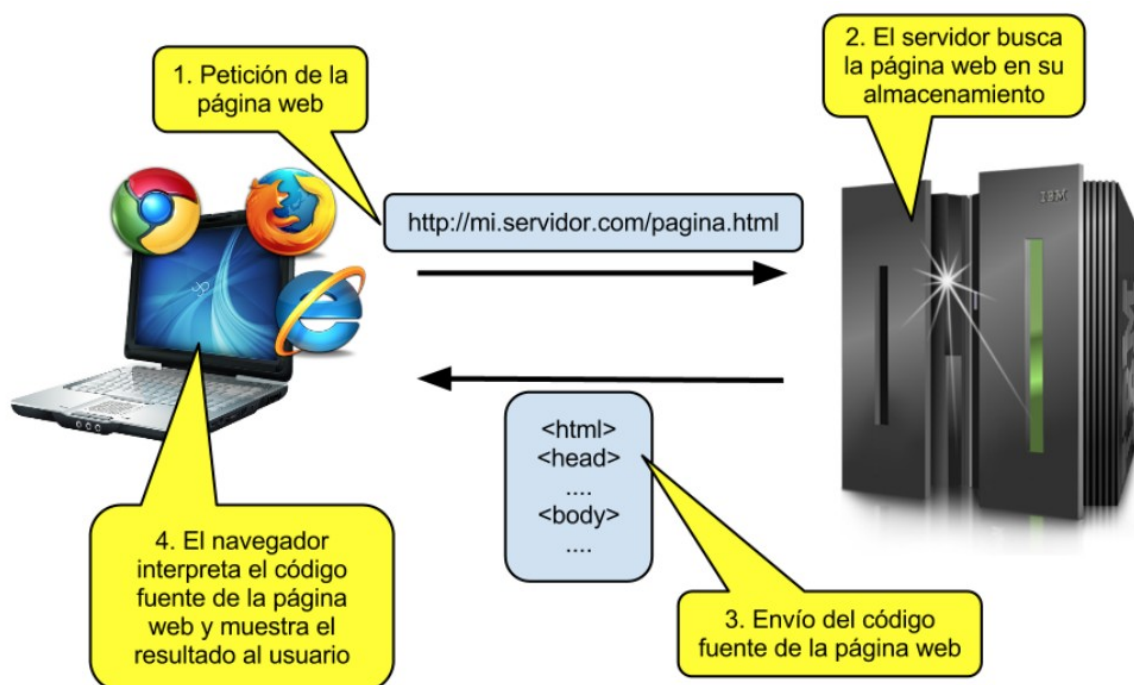 1. Petición de la
página web
2. El servidor busca
la página web en su
almacenamiento
http://mi.servidor.com/pagina.html
IBM
<html>
<head>
....
<body>
....
3. Envío del código
fuente de la página web
4. El navegador
interpreta el código
fuente de la página
web y muestra el
resultado al usuario